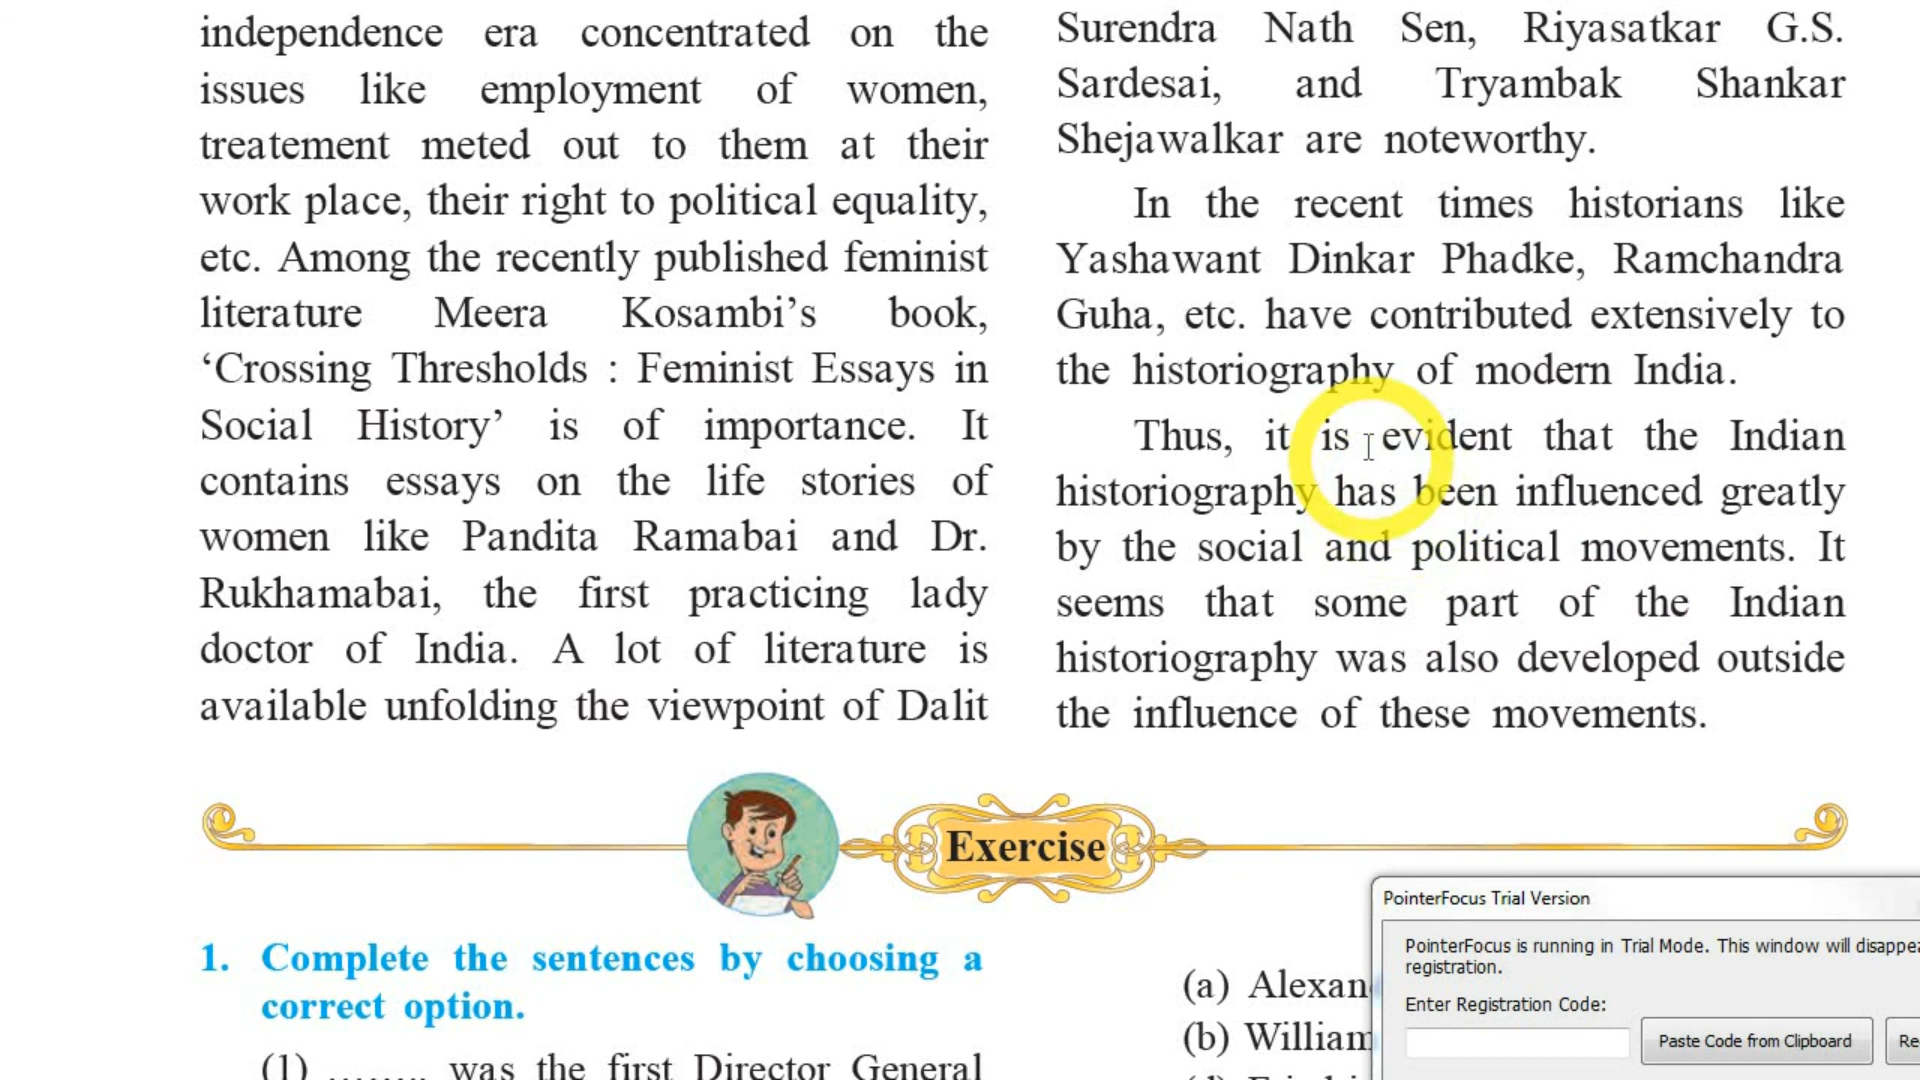 independence era concentrated on the
issues like employment of women,
treatement meted out to them at their
work place, their right to political equality,
etc. Among the recently published feminist
literature Meera Kosambi's book,
‘Crossing Thresholds : Feminist Essays in
Social History’ is of importance. It
contains essays on the life stories of
women like Pandita Ramabai and Dr.
Rukhamabai, the first practicing lady
doctor of India. A lot of literature is
available unfolding the viewpoint of Dalit
Surendra Nath Sen, Riyasatkar G.S.
Sardesai, and Tryambak Shankar
Shejawalkar are noteworthy.
In the recent times historians like
Yashawant Dinkar Phadke, Ramchandra
Guha, etc. have contributed extensively to
the historiography of modern India.
Thus, it is evident that the Indian
historiography has been influenced greatly
by the social and political movements. It
seems that some part of the Indian
historiography was also developed outside
the influence of these movements.
Exercise
1. Complete the sentences by choosing a
correct option.
(1) ........ was the first Director General
(a) Alexan
(b) William
PointerFocus Trial Version
PointerFocus is running in Trial Mode. This window will disappea
registration.
Enter Registration Code:
Paste Code from Clipboard
Re